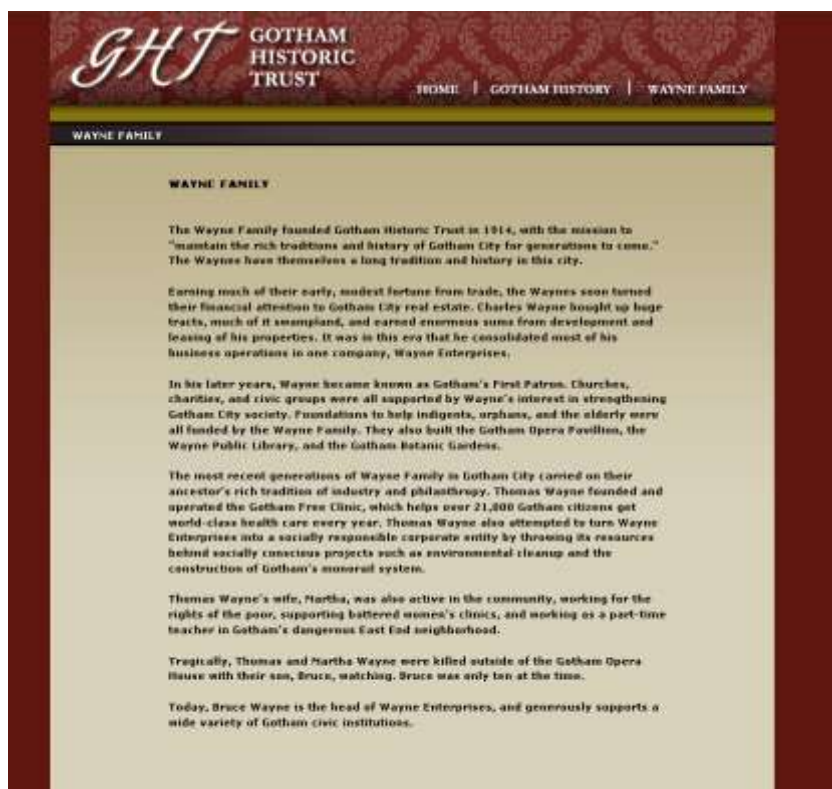 GHT GOTHAM
HISTORIC
TRUST
HOME | GOTHAM HISTORY | WAYNE FAMILY
WAYNE FAMILY
WAYNE FAMILY
The Wayne Family founded Gotham Historic Trust in 1914, with the mission to
"maintain the rich traditions and history of Gotham City for generations to come."
The Waynes have themselves a long tradition and history in this city.
Earning much of their early, modest fortune from trade, the Waynes soon turned
their financial attention to Gotham City real estate. Charles Wayne bought up huge
tracts, much of it swampland, and earned enormous sums from development and
leasing of his properties. It was in this era that he consolidated most of his
business operations in one company, Wayne Enterprises.
In his later years, Wayne became known as Gotham's First Patron. Churches,
charities, and civic groups were all supported by Wayne's interest in strengthening
Gotham City society. Foundations to help indigents, orphans, and the elderly were
all funded by the Wayne Family. They also built the Gotham Opera Pavillion, the
Wayne Public Library, and the Gotham Botanic Gardens.
The most recent generations of Wayne Family in Gotham City carried on their
ancestor's rich tradition of industry and philanthropy. Thomas Wayne founded and
operated the Gotham Free Clinic, which helps over 21,000 Gotham citizens get
world-class health care every year. Thomas Wayne also attempted to turn Wayne
Enterprises into a socially responsible corporate entity by throwing its resources
behind socially conscious projects such as environmental cleanup and the
construction of Gotham's monorail system.
Thomas Wayne's wife, Martha, was also active in the community, working for the
rights of the poor, supporting battered women's clinics, and working as a part-time
teacher in Gotham's dangerous East End neighborhood.
Tragically, Thomas and Martha Wayne were killed outside of the Gotham Opera
House with their son, Bruce, watching. Bruce was only ten at the time.
Today, Bruce Wayne is the head of Wayne Enterprises, and generously supports a
wide variety of Gotham civic institutions.